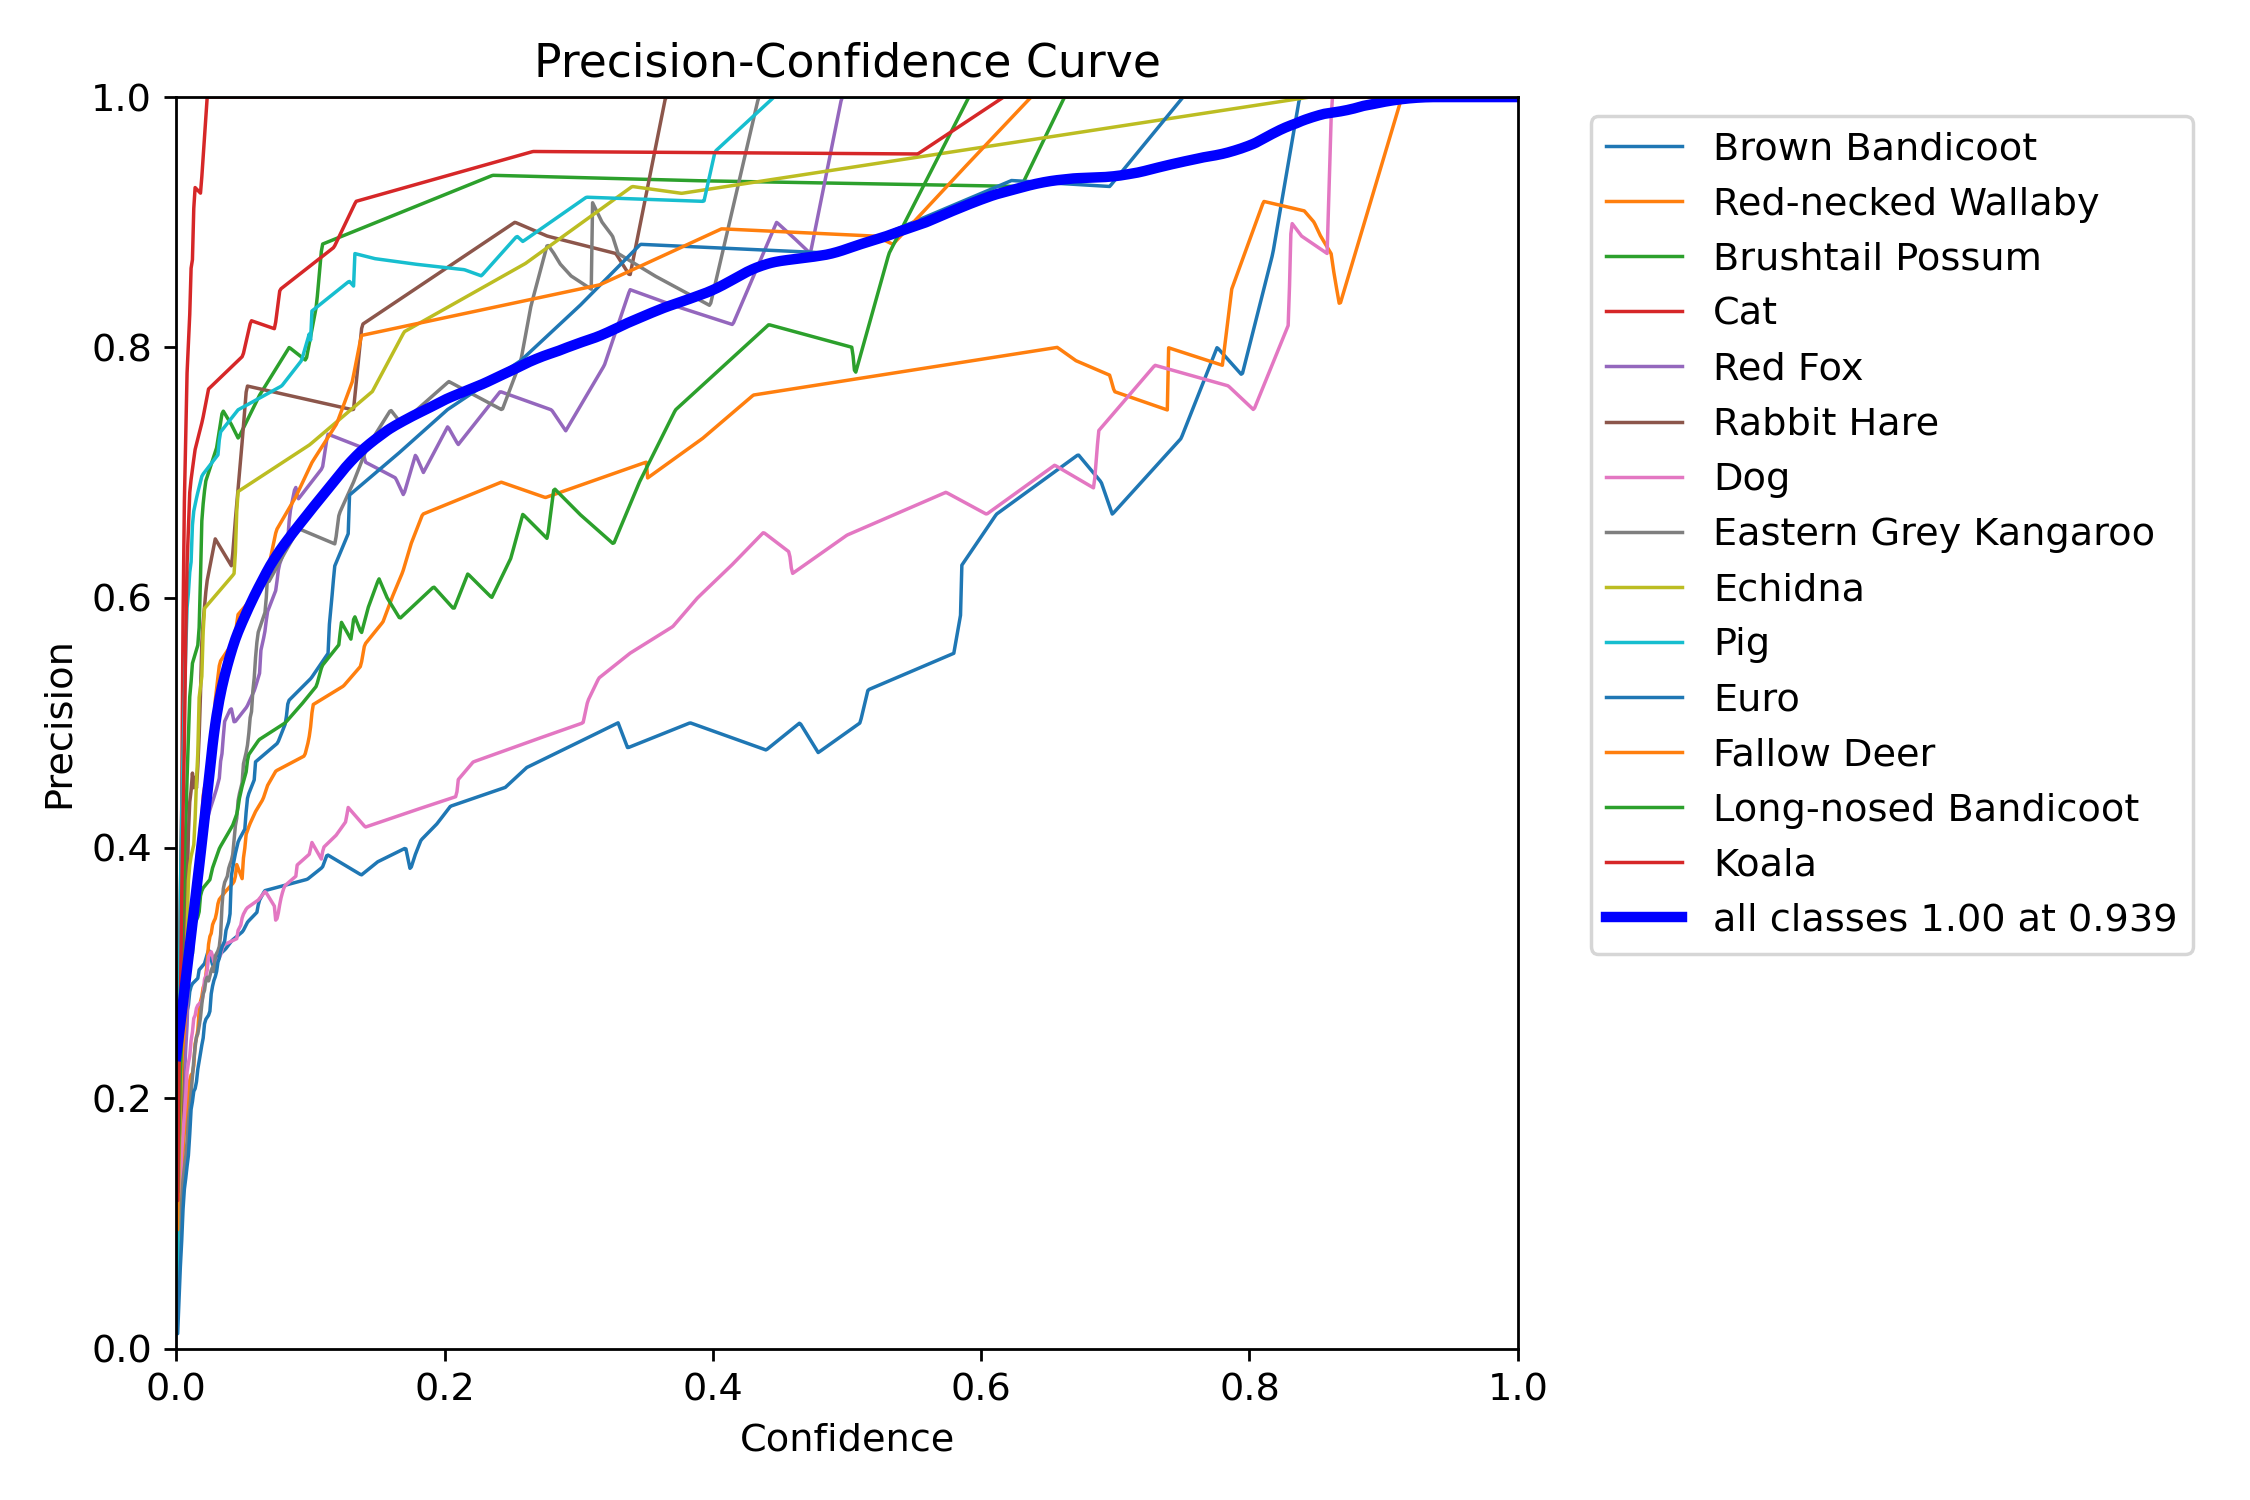 Precision-Confidence Curve
1.0
0.8
0.6
0.4
0.2
0.0
Precision
0.0 0.2 0.4 0.6 0.8 1.0
Confidence
Brown Bandicoot
Red-necked Wallaby
Brushtail Possum
Cat
Red Fox
Rabbit Hare
Dog
Eastern Grey Kangaroo
Echidna
Pig
Euro
Fallow Deer
Long-nosed Bandicoot
Koala
all classes 1.00 at 0.939